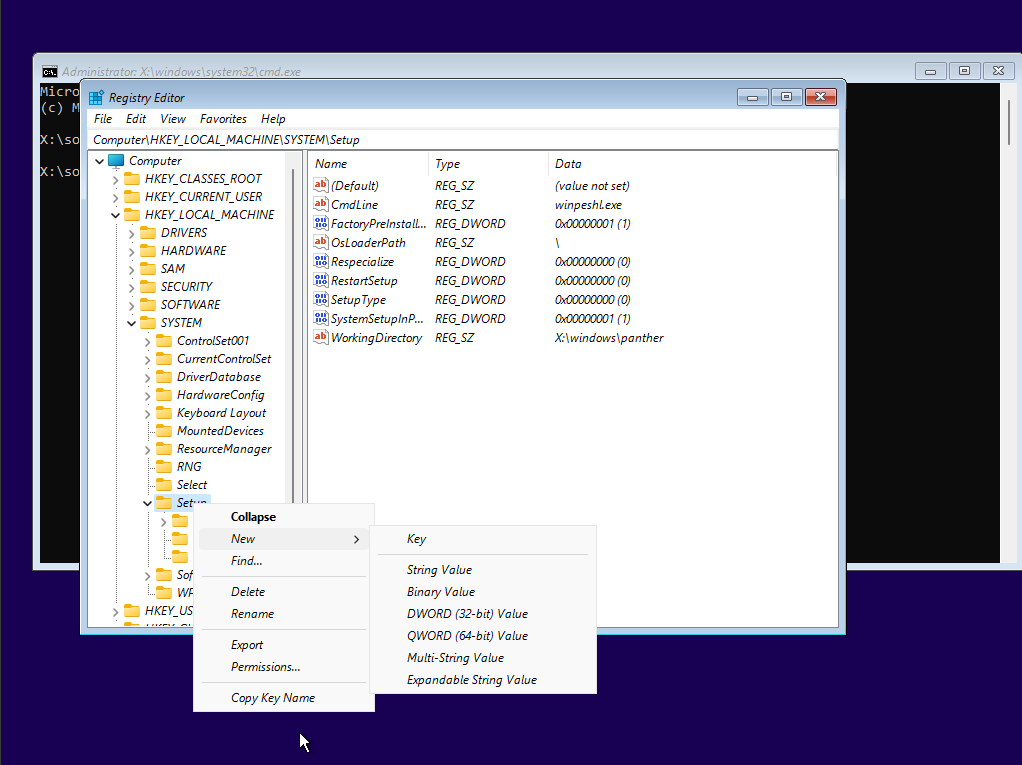 Administrator: X:\windows\system32\cmd.exe
Micro
(c) M
X:\so
X:\so
Registry Editor
File Edit View Favorites Help
Computer\HKEY_LOCAL_MACHINE\SYSTEM\Setup
Computer
HKEY_CLASSES_ROOT
HKEY_CURRENT_USER
HKEY_LOCAL_MACHINE
DRIVERS
HARDWARE
SAM
SECURITY
SOFTWARE
SYSTEM
ControlSet001
CurrentControlSet
DriverDatabase
HardwareConfig
Keyboard Layout
MountedDevices
ResourceManager
RNG
Select
Setup
Sof
WP
HKEY_US
Name Type Data
(Default) REG_SZ (value not set)
CmdLine REG_SZ winpeshl.exe
FactoryPreInstall... REG_DWORD 0x00000001 (1)
OsLoaderPath REG_SZ \
Respecialize REG_DWORD 0x00000000 (0)
RestartSetup REG_DWORD 0x00000000 (0)
SetupType REG_DWORD 0x00000000 (0)
SystemSetupInP... REG_DWORD 0x00000001 (1)
WorkingDirectory REG_SZ X:\windows\panther
Collapse
New
Find...
Delete
Rename
Export
Permissions...
Copy Key Name
Key
String Value
Binary Value
DWORD (32-bit) Value
QWORD (64-bit) Value
Multi-String Value
Expandable String Value